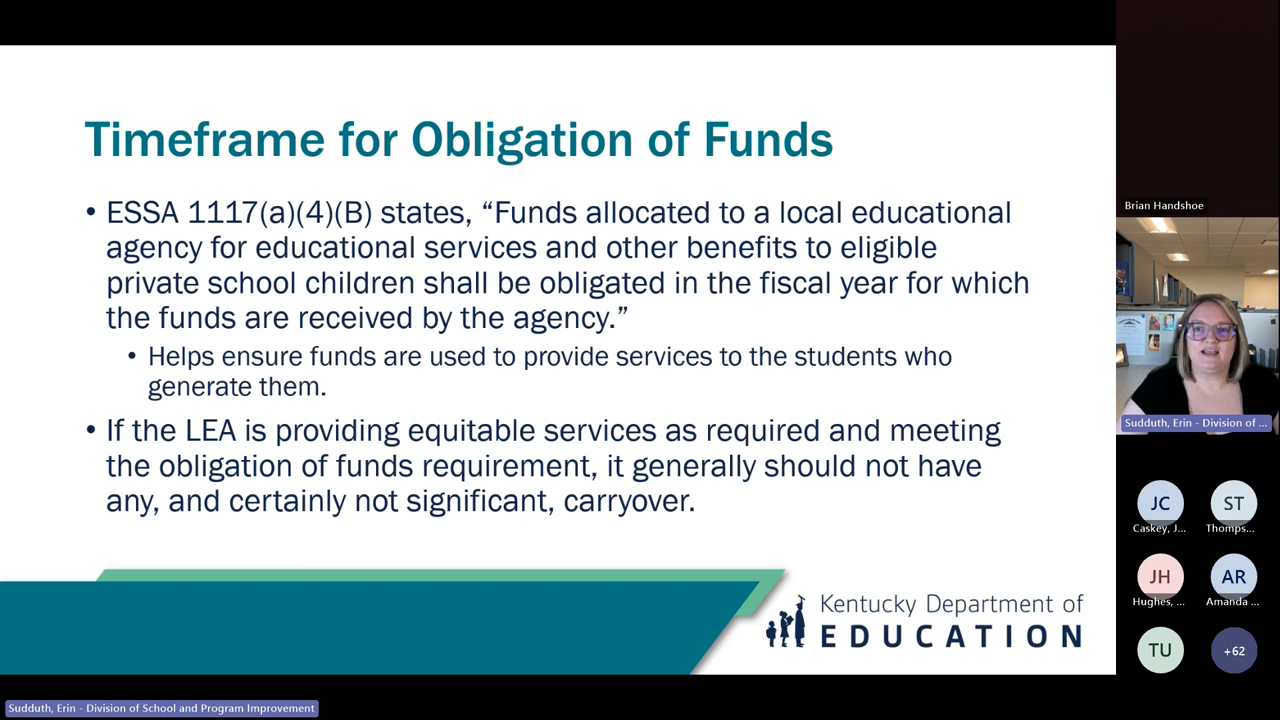 Timeframe for Obligation of Funds
• ESSA 1117(a)(4)(B) states, “Funds allocated to a local educational
agency for educational services and other benefits to eligible
private school children shall be obligated in the fiscal year for which
the funds are received by the agency.”
• Helps ensure funds are used to provide services to the students who
generate them.
• If the LEA is providing equitable services as required and meeting
the obligation of funds requirement, it generally should not have
any, and certainly not significant, carryover.
Kentucky Department of
EDUCATION
Brian Handshoe
Sudduth, Erin - Division of ...
JC
ST
Caskey, J...
Thomps...
JH
AR
Hughes, ...
Amanda ...
TU
+62
Sudduth, Erin - Division of School and Program Improvement